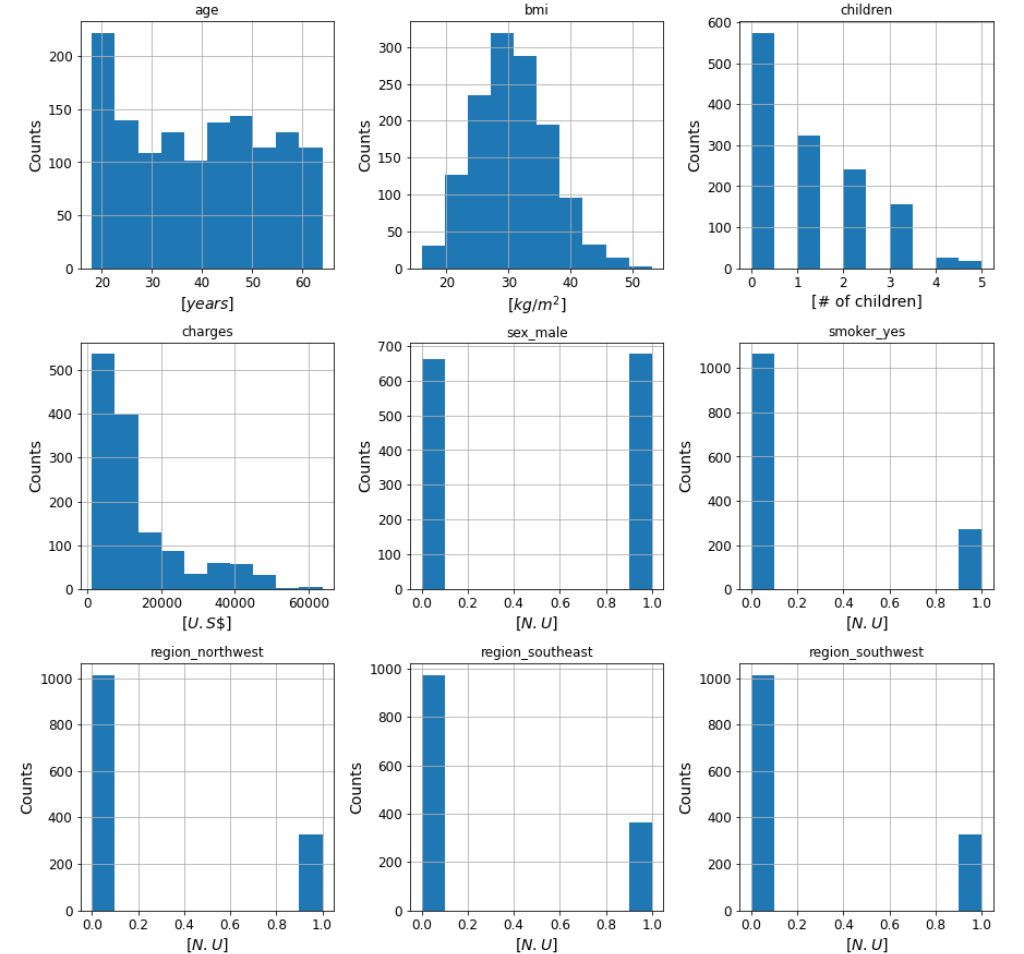 age
bmi
children
Counts
200
150
100
50
0
20 30 40 50 60
[years]
Counts
300
250
200
150
100
50
0
20 30 40 50
[kg/m²]
Counts
600
500
400
300
200
100
0
0 1 2 3 4 5
[# of children]
charges
sex_male
smoker_yes
Counts
500
400
300
200
100
0
0 20000 40000 60000
[U.S$]
Counts
700
600
500
400
300
200
100
0
0.0 0.2 0.4 0.6 0.8 1.0
[N.U]
Counts
1000
800
600
400
200
0
0.0 0.2 0.4 0.6 0.8 1.0
[N.U]
region_northwest
region_southeast
region_southwest
Counts
1000
800
600
400
200
0
0.0 0.2 0.4 0.6 0.8 1.0
[N.U]
Counts
1000
800
600
400
200
0
0.0 0.2 0.4 0.6 0.8 1.0
[N.U]
Counts
1000
800
600
400
200
0
0.0 0.2 0.4 0.6 0.8 1.0
[N.U]